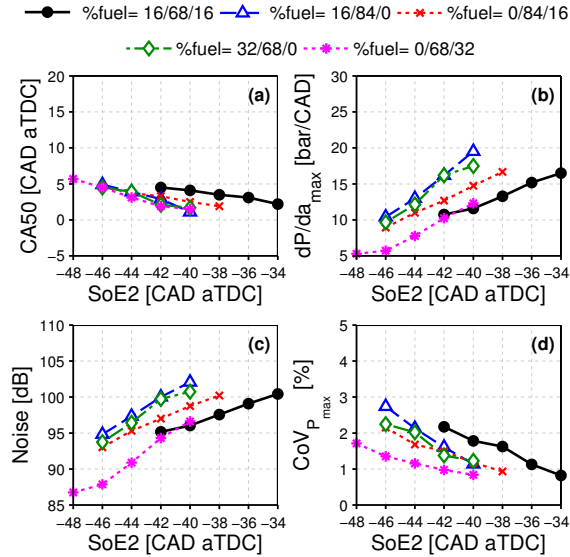 %fuel= 16/68/16 %fuel= 16/84/0 %fuel= 0/84/16
%fuel= 32/68/0 %fuel= 0/68/32
(a)
CA50 [CAD aTDC]
20
15
10
5
0
−5
−48 −46 −44 −42 −40 −38 −36 −34
SoE2 [CAD aTDC]
(b)
dP/da_max [bar/CAD]
30
25
20
15
10
5
−48 −46 −44 −42 −40 −38 −36 −34
SoE2 [CAD aTDC]
(c)
Noise [dB]
110
105
100
95
90
85
−48 −46 −44 −42 −40 −38 −36 −34
SoE2 [CAD aTDC]
(d)
CoV_P_max [%]
5
4
3
2
1
0
−48 −46 −44 −42 −40 −38 −36 −34
SoE2 [CAD aTDC]